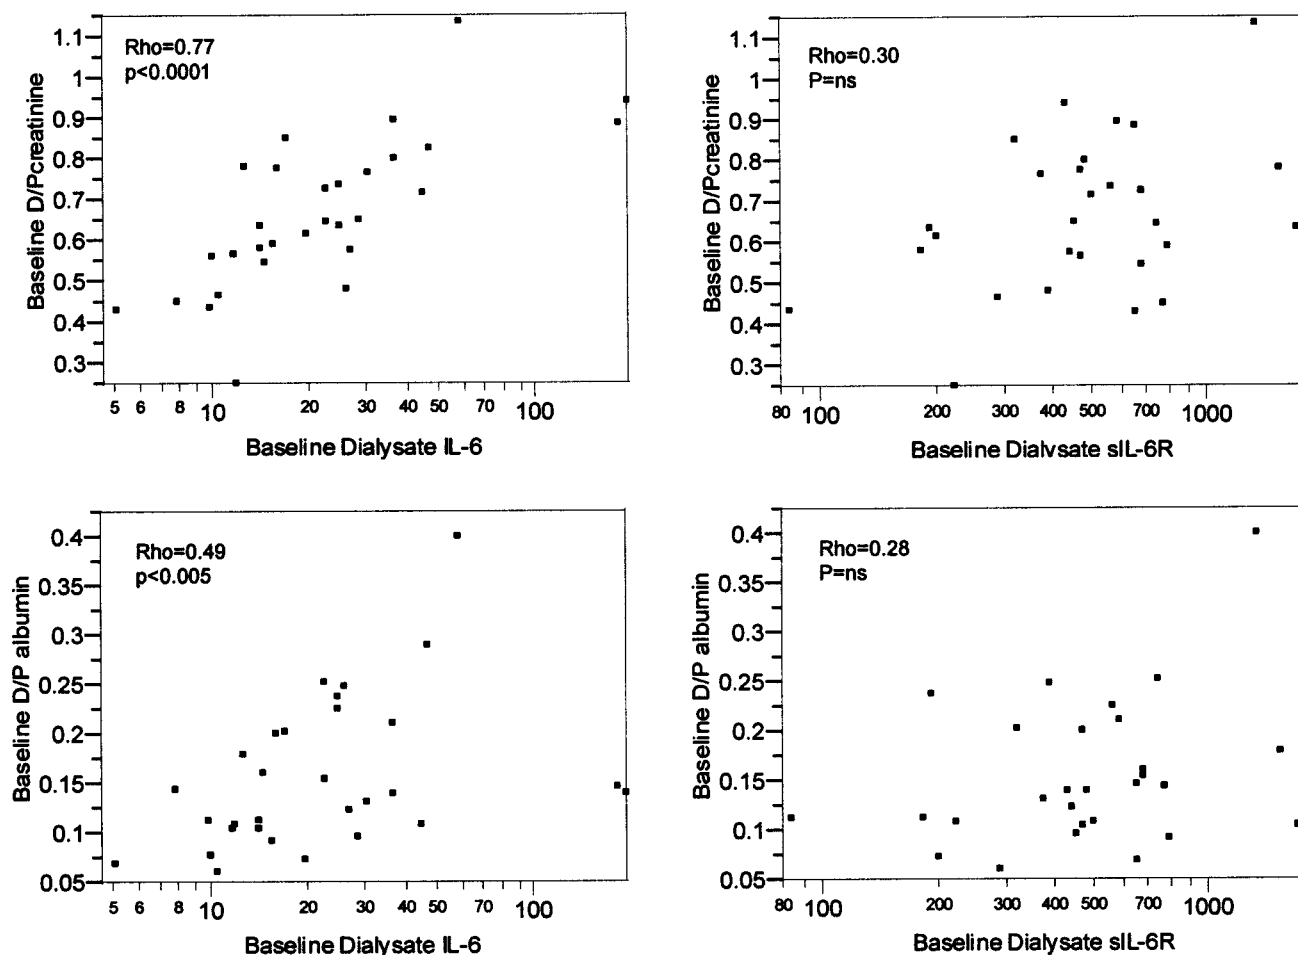 Rho=0.77
p<0.0001
Baseline D/Pcreatinine
1.1
1
0.9
0.8
0.7
0.6
0.5
0.4
0.3
5 8 10 20 30 40 50 70 100
Baseline Dialysate IL-6
Rho=0.30
P=ns
Baseline D/Pcreatinine
1.1
1
0.9
0.8
0.7
0.6
0.5
0.4
0.3
80 100 200 300 400 500 700 1000
Baseline Dialvsate sIL-6R
Rho=0.49
p<0.005
Baseline D/P albumin
0.4
0.35
0.3
0.25
0.2
0.15
0.1
0.05
5 6 8 10 20 30 40 50 70 100
Baseline Dialysate IL-6
Rho=0.28
P=ns
Baseline D/P albumin
0.4
0.35
0.3
0.25
0.2
0.15
0.1
0.05
80 100 200 300 400 500 700 1000
Baseline Dialysate sIL-6R